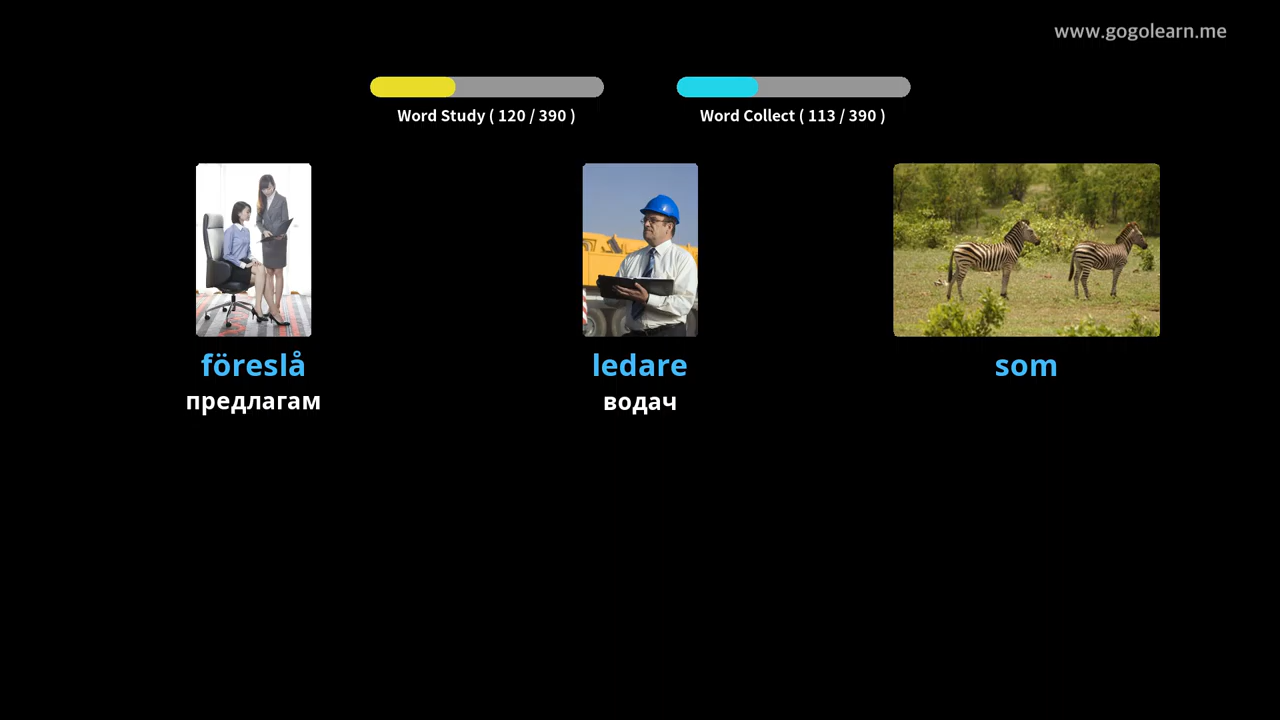 www.gogolearn.me
Word Study ( 120 / 390 )
Word Collect ( 113 / 390 )
föreslå
предлагам
ledare
водач
som